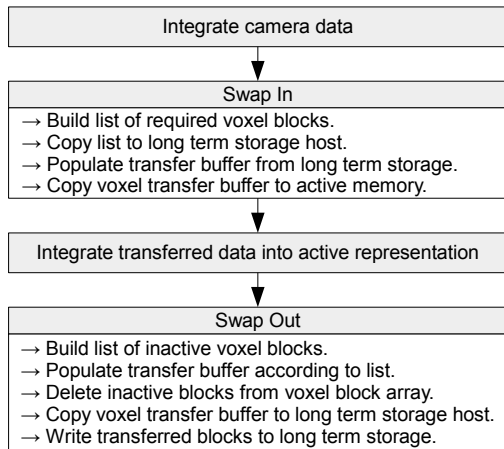 Integrate camera data
Swap In
→ Build list of required voxel blocks.
→ Copy list to long term storage host.
→ Populate transfer buffer from long term storage.
→ Copy voxel transfer buffer to active memory.
Integrate transferred data into active representation
Swap Out
→ Build list of inactive voxel blocks.
→ Populate transfer buffer according to list.
→ Delete inactive blocks from voxel block array.
→ Copy voxel transfer buffer to long term storage host.
→ Write transferred blocks to long term storage.